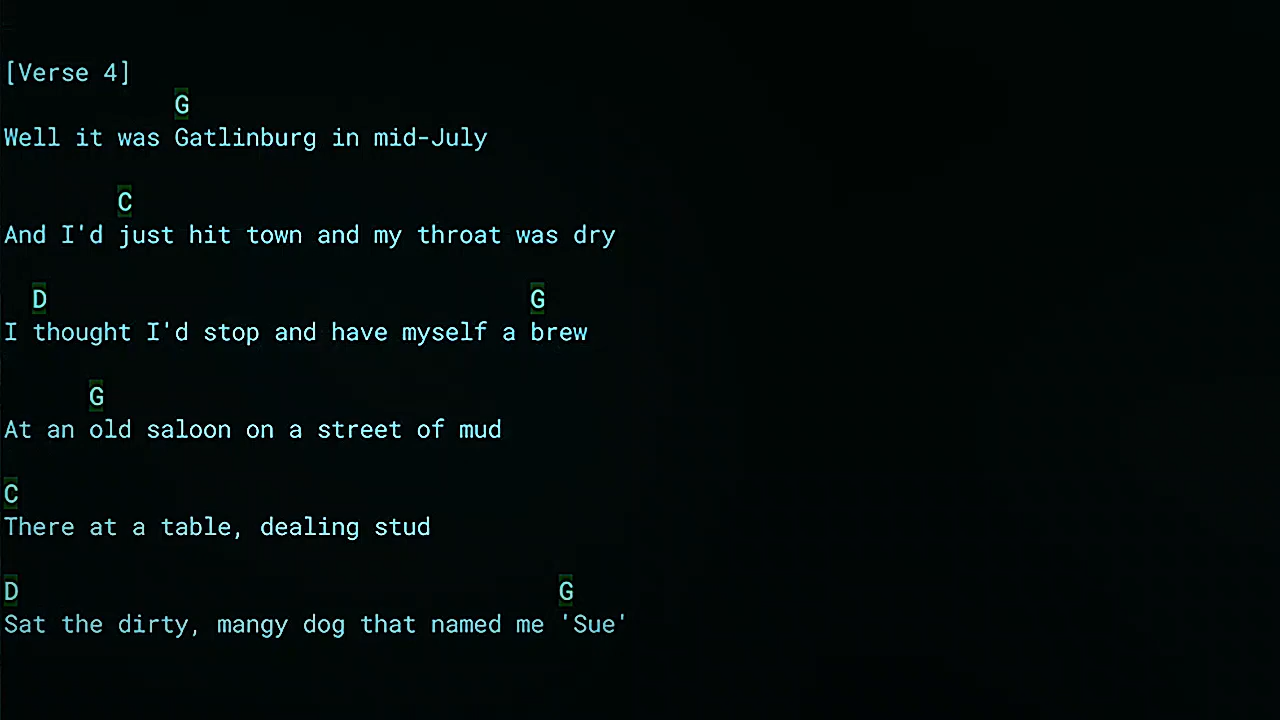 [Verse 4]
            G
Well it was Gatlinburg in mid-July
        C
And I'd just hit town and my throat was dry
  D                                  G
I thought I'd stop and have myself a brew
      G
At an old saloon on a street of mud
C
There at a table, dealing stud
D                                      G
Sat the dirty, mangy dog that named me 'Sue'